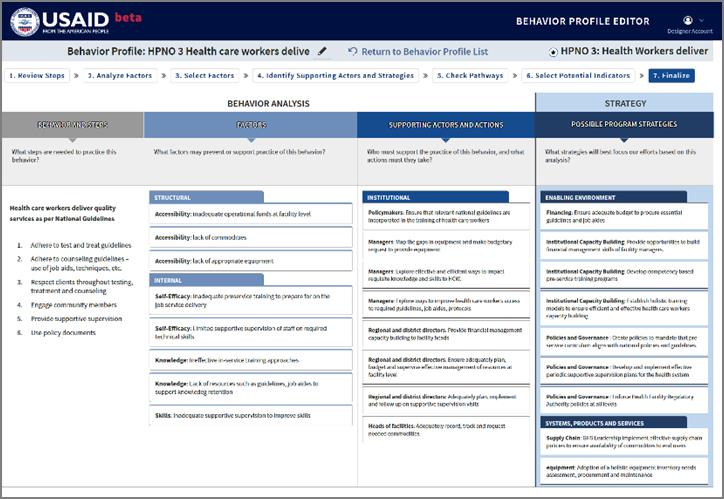 USAID beta
FROM THE AMERICAN PEOPLE
BEHAVIOR PROFILE EDITOR
Designer Account
Behavior Profile: HPNO 3 Health care workers delive
Return to Behavior Profile List
HPNO 3: Health Workers deliver
1. Review Steps » 2. Analyze Factors » 3. Select Factors » 4. Identify Supporting Actors and Strategies » 5. Check Pathways » 6. Select Potential Indicators » 7. Finalize
BEHAVIOR ANALYSIS
STRATEGY
BEHAVIOR AND STEPS
FACTORS
SUPPORTING ACTORS AND ACTIONS
POSSIBLE PROGRAM STRATEGIES
What steps are needed to practice this
behavior?
What factors may prevent or support practice of this behavior?
Who must support the practice of this behavior, and what
actions must they take?
What strategies will best focus our efforts based on this
analysis?
Health care workers deliver quality
services as per National Guidelines
1. Adhere to test and treat guidelines
2. Adhere to counseling guidelines –
use of job aides, techniques, etc.
3. Respect clients throughout testing,
treatment and counseling
4. Engage community members
5. Provide supportive supervision
6. Use policy documents
STRUCTURAL
Accessibility: Inadequate operational funds at facility level
Accessibility: lack of commodities
Accessibility: lack of appropriate equipment
INTERNAL
Self-Efficacy: Inadequate preservice training to prepare for on the
job service delivery
Self-Efficacy: Limited supportive supervision of staff on required
technical skills
Knowledge: Ineffective in-service training approaches
Knowledge: Lack of resources such as guidelines, job aides to
support knowledge retention
Skills: Inadequate supportive supervision to improve skills
INSTITUTIONAL
Policymakers: Ensure that relevant national guidelines are
incorporated in the training of health care workers
Managers: Map the gaps in equipment and make budgetary
request to provide equipment
Managers: Explore effective and efficient ways to impact
requisite knowledge and skills to HCW.
Managers: Explore ways to improve health workers access
to required guidelines, job aides, protocols
Regional and district directors: Provide financial management
capacity building to facility heads
Regional and district directors: Ensure adequately plan,
budget and supervise effective management of resources at
facility level
Regional and district directors: Adequately plan, implement
and follow up on supportive supervision visits
Heads of facilities: Adequately record, track and request
needed commodities.
ENABLING ENVIRONMENT
Financing: Ensure adequate budget to procure essential
guidelines and job aides
Institutional Capacity Building: Provide opportunities to build
financial management skills of facility managers.
Institutional Capacity Building: Develop competency based
pre-service training programs
Institutional Capacity Building: Establish holistic training
models to ensure efficient and effective health care workers
capacity building
Policies and Governance : Create policies to mandate that pre
service curriculum aligns with national policies and guidelines.
Policies and Governance : Develop and implement effective
periodic supportive supervision plans for the health system
Policies and Governance : Enforce Health Facility Regulatory
Authority policies at all levels
SYSTEMS, PRODUCTS AND SERVICES
Supply Chain: GHS Leadership implement effective supply chain
policies to ensure availability of commodities to end users
equipment: Adoption of a holistic equipment inventory needs
assessment, procurement and maintenance